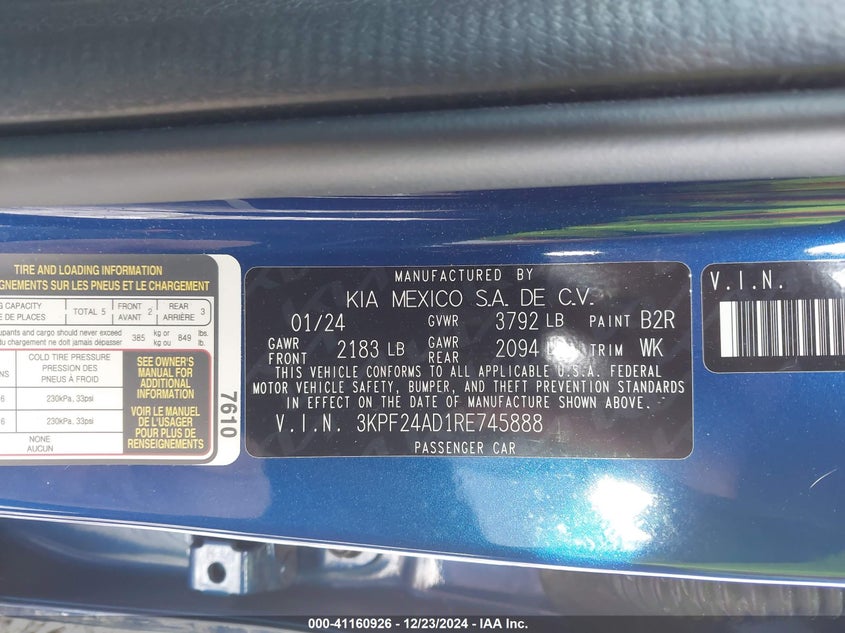 TIRE AND LOADING INFORMATION
GNEMENTS SUR LES PNEUS ET LE CHARGEMENT
G CAPACITY
E DE PLACES
TOTAL 5
FRONT
AVANT 2
REAR
ARRIÈRE 3
upants and cargo should never exceed
du chargement ne doit jamais dépasser
385 kg or
kg ou
849 lbs.
lb.
COLD TIRE PRESSURE
PRESSION DES
PNEUS À FROID
230kPa, 33psi
230kPa, 33psi
NONE
AUCUN
SEE OWNER'S
MANUAL FOR
ADDITIONAL
INFORMATION
VOIR LE MANUEL
DE L'USAGER
POUR PLUS DE
RENSEIGNEMENTS
7610
MANUFACTURED BY
KIA MEXICO S.A. DE C.V.
01/24 GVWR 3792 LB PAINT B2R
GAWR
FRONT 2183 LB
GAWR
REAR 2094 TRIM WK
THIS VEHICLE CONFORMS TO ALL APPLICABLE U.S.A. FEDERAL
MOTOR VEHICLE SAFETY, BUMPER, AND THEFT PREVENTION STANDARDS
IN EFFECT ON THE DATE OF MANUFACTURE SHOWN ABOVE.
V.I.N. 3KPF24AD1RE745888
PASSENGER CAR
V.I.N.
000-41160926 - 12/23/2024 - IAA Inc.